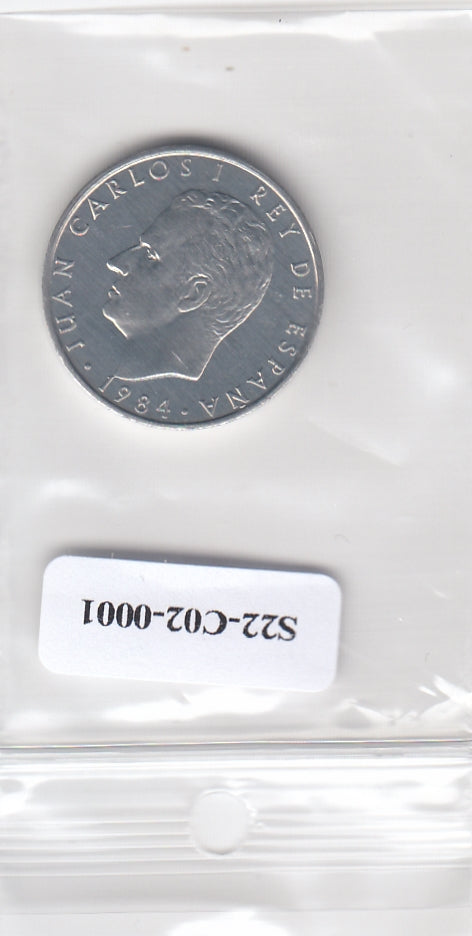 JUAN CARLOS I REY DE ESPAÑA · 1984 ·
S22-C02-0001